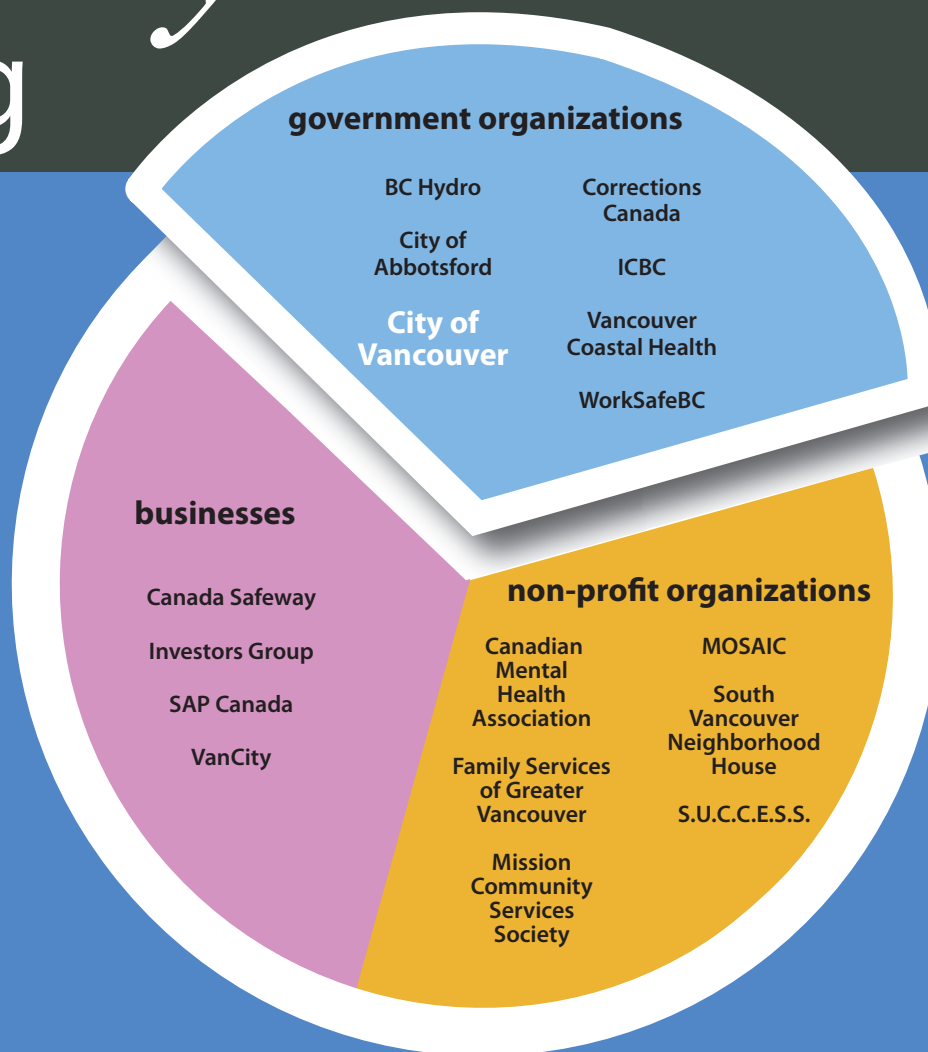 g
government organizations
BC Hydro
City of
Abbotsford
City of
Vancouver
Corrections
Canada
ICBC
Vancouver
Coastal Health
WorkSafeBC
businesses
Canada Safeway
Investors Group
SAP Canada
VanCity
non-profit organizations
Canadian
Mental
Health
Association
Family Services
of Greater
Vancouver
Mission
Community
Services
Society
MOSAIC
South
Vancouver
Neighborhood
House
S.U.C.C.E.S.S.